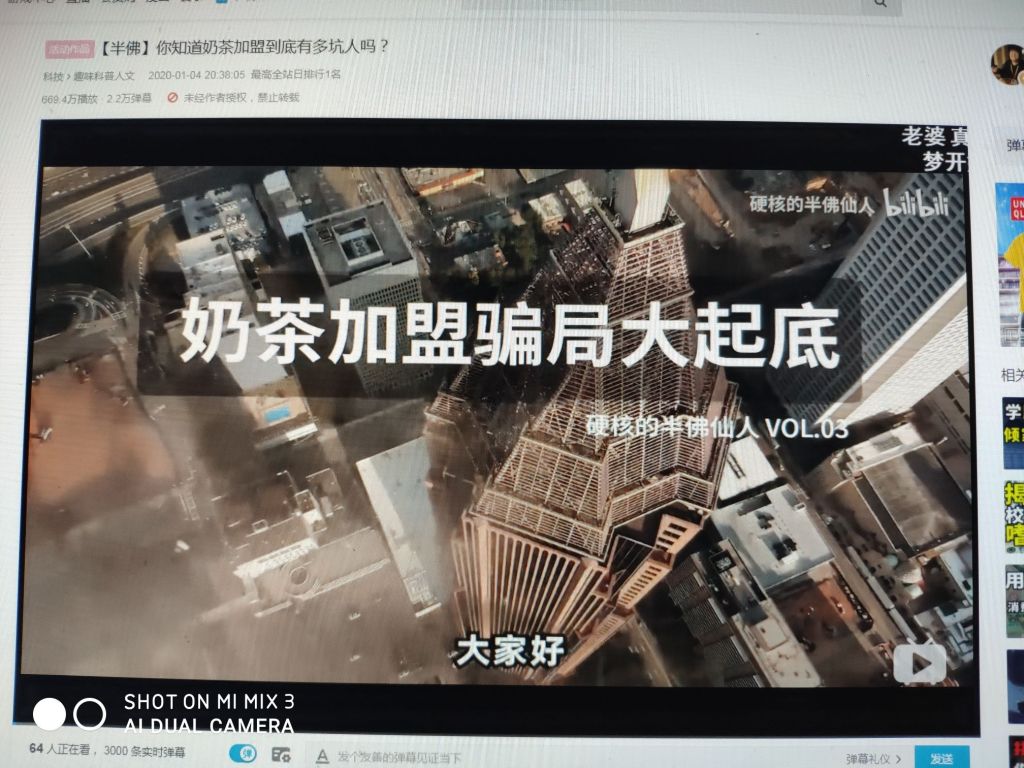 活动作品 【半佛】你知道奶茶加盟到底有多坑人吗？
科技 > 趣味科普人文 2020-01-04 20:38:05 最高全站日排行1名
669.4万播放 · 2.2万弹幕 未经作者授权，禁止转载
老婆 真
梦开
硬核的半佛仙人 bilibili
奶茶加盟骗局大起底
硬核的半佛仙人 VOL.03
大家好
SHOT ON MI MIX 3
AI DUAL CAMERA
64 人正在看， 3000 条实时弹幕 弹 A 发个友善的弹幕见证当下 弹幕礼仪 > 发送
弹
相关
学
揭
校
嗜
用